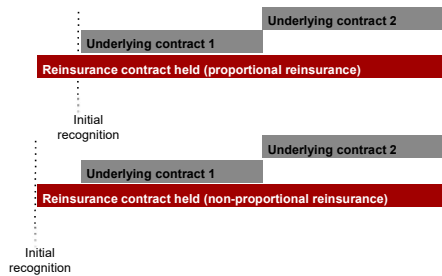 Underlying contract 2
Underlying contract 1
Reinsurance contract held (proportional reinsurance)
Initial
recognition
Underlying contract 2
Underlying contract 1
Reinsurance contract held (non-proportional reinsurance)
Initial
recognition